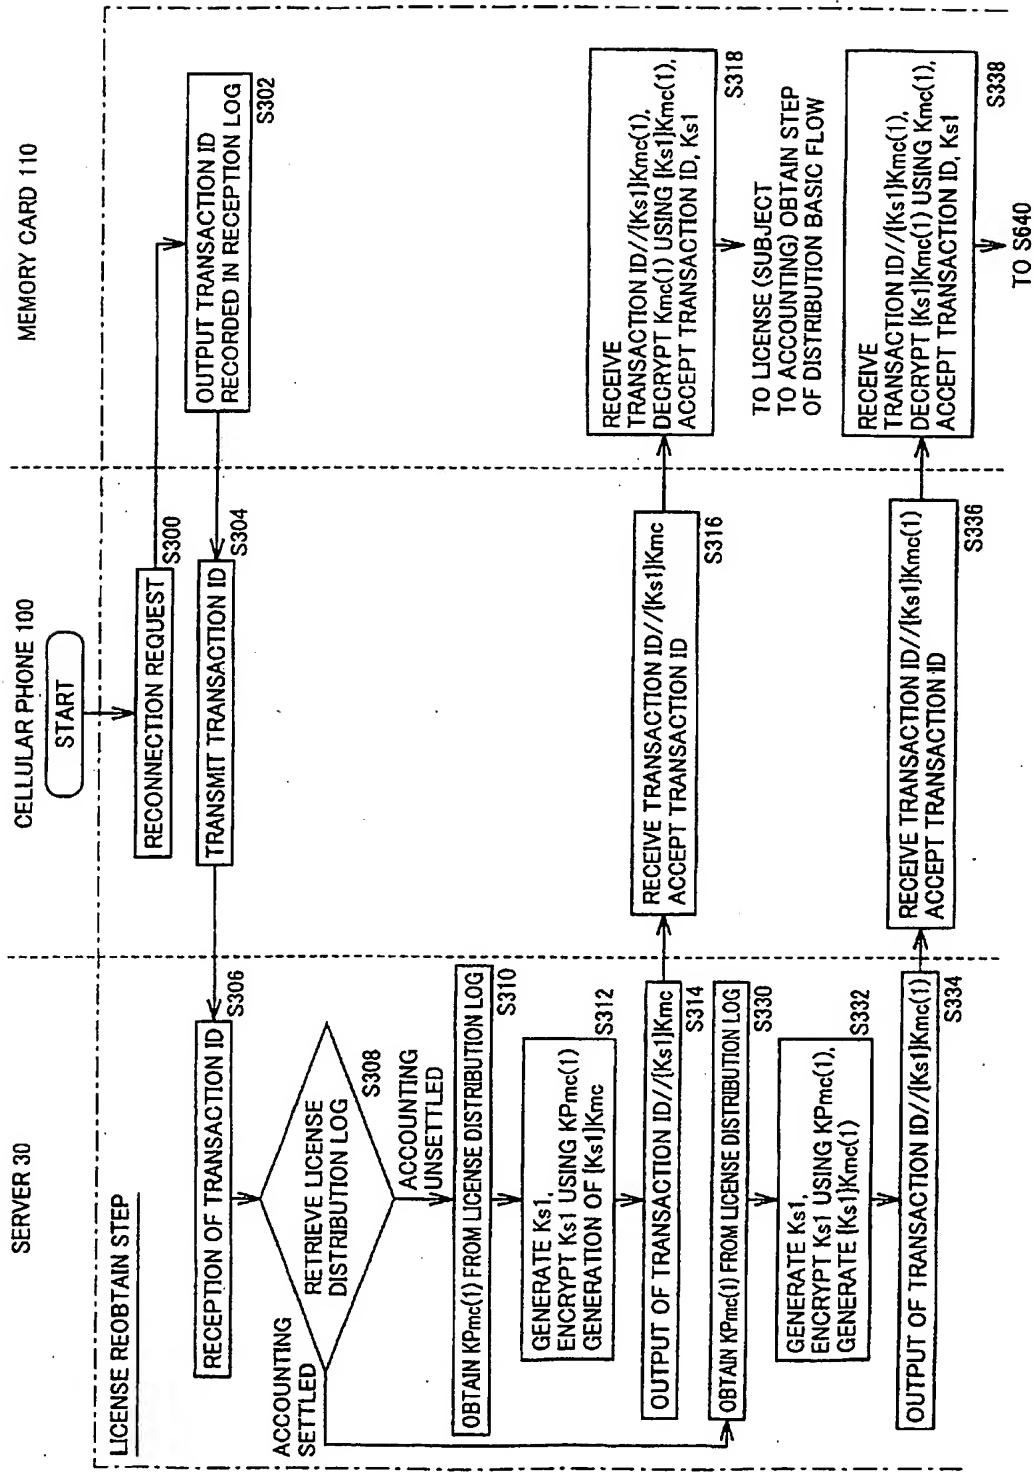 SERVER 30
CELLULAR PHONE 100
MEMORY CARD 110
LICENSE REOBTAIN STEP
START
RECONNECTION REQUEST
S300
OUTPUT TRANSACTION ID
RECORDED IN RECEPTION LOG
S302
TRANSMIT TRANSACTION ID
S304
RECEPTION OF TRANSACTION ID
S306
RETRIEVE LICENSE
DISTRIBUTION LOG
S308
ACCOUNTING
SETTLED
ACCOUNTING
UNSETTLED
OBTAIN KPmc(1) FROM LICENSE DISTRIBUTION LOG
S310
GENERATE Ks1,
ENCRYPT Ks1 USING KPmc(1)
GENERATION OF {Ks1}Kmc
S312
OUTPUT OF TRANSACTION ID//{Ks1}Kmc
S314
RECEIVE TRANSACTION ID//{Ks1}Kmc
ACCEPT TRANSACTION ID
S316
RECEIVE
TRANSACTION ID//{Ks1}Kmc(1),
DECRYPT Kmc(1) USING {Ks1}Kmc(1),
ACCEPT TRANSACTION ID, Ks1
S318
TO LICENSE (SUBJECT
TO ACCOUNTING) OBTAIN STEP
OF DISTRIBUTION BASIC FLOW
OBTAIN KPmc(1) FROM LICENSE DISTRIBUTION LOG
S330
GENERATE Ks1,
ENCRYPT Ks1 USING KPmc(1),
GENERATE {Ks1}Kmc(1)
S332
OUTPUT OF TRANSACTION ID//{Ks1}Kmc(1)
S334
RECEIVE TRANSACTION ID//{Ks1}Kmc(1)
ACCEPT TRANSACTION ID
S336
RECEIVE
TRANSACTION ID//{Ks1}Kmc(1),
DECRYPT {Ks1}Kmc(1) USING Kmc(1),
ACCEPT TRANSACTION ID, Ks1
S338
TO S640